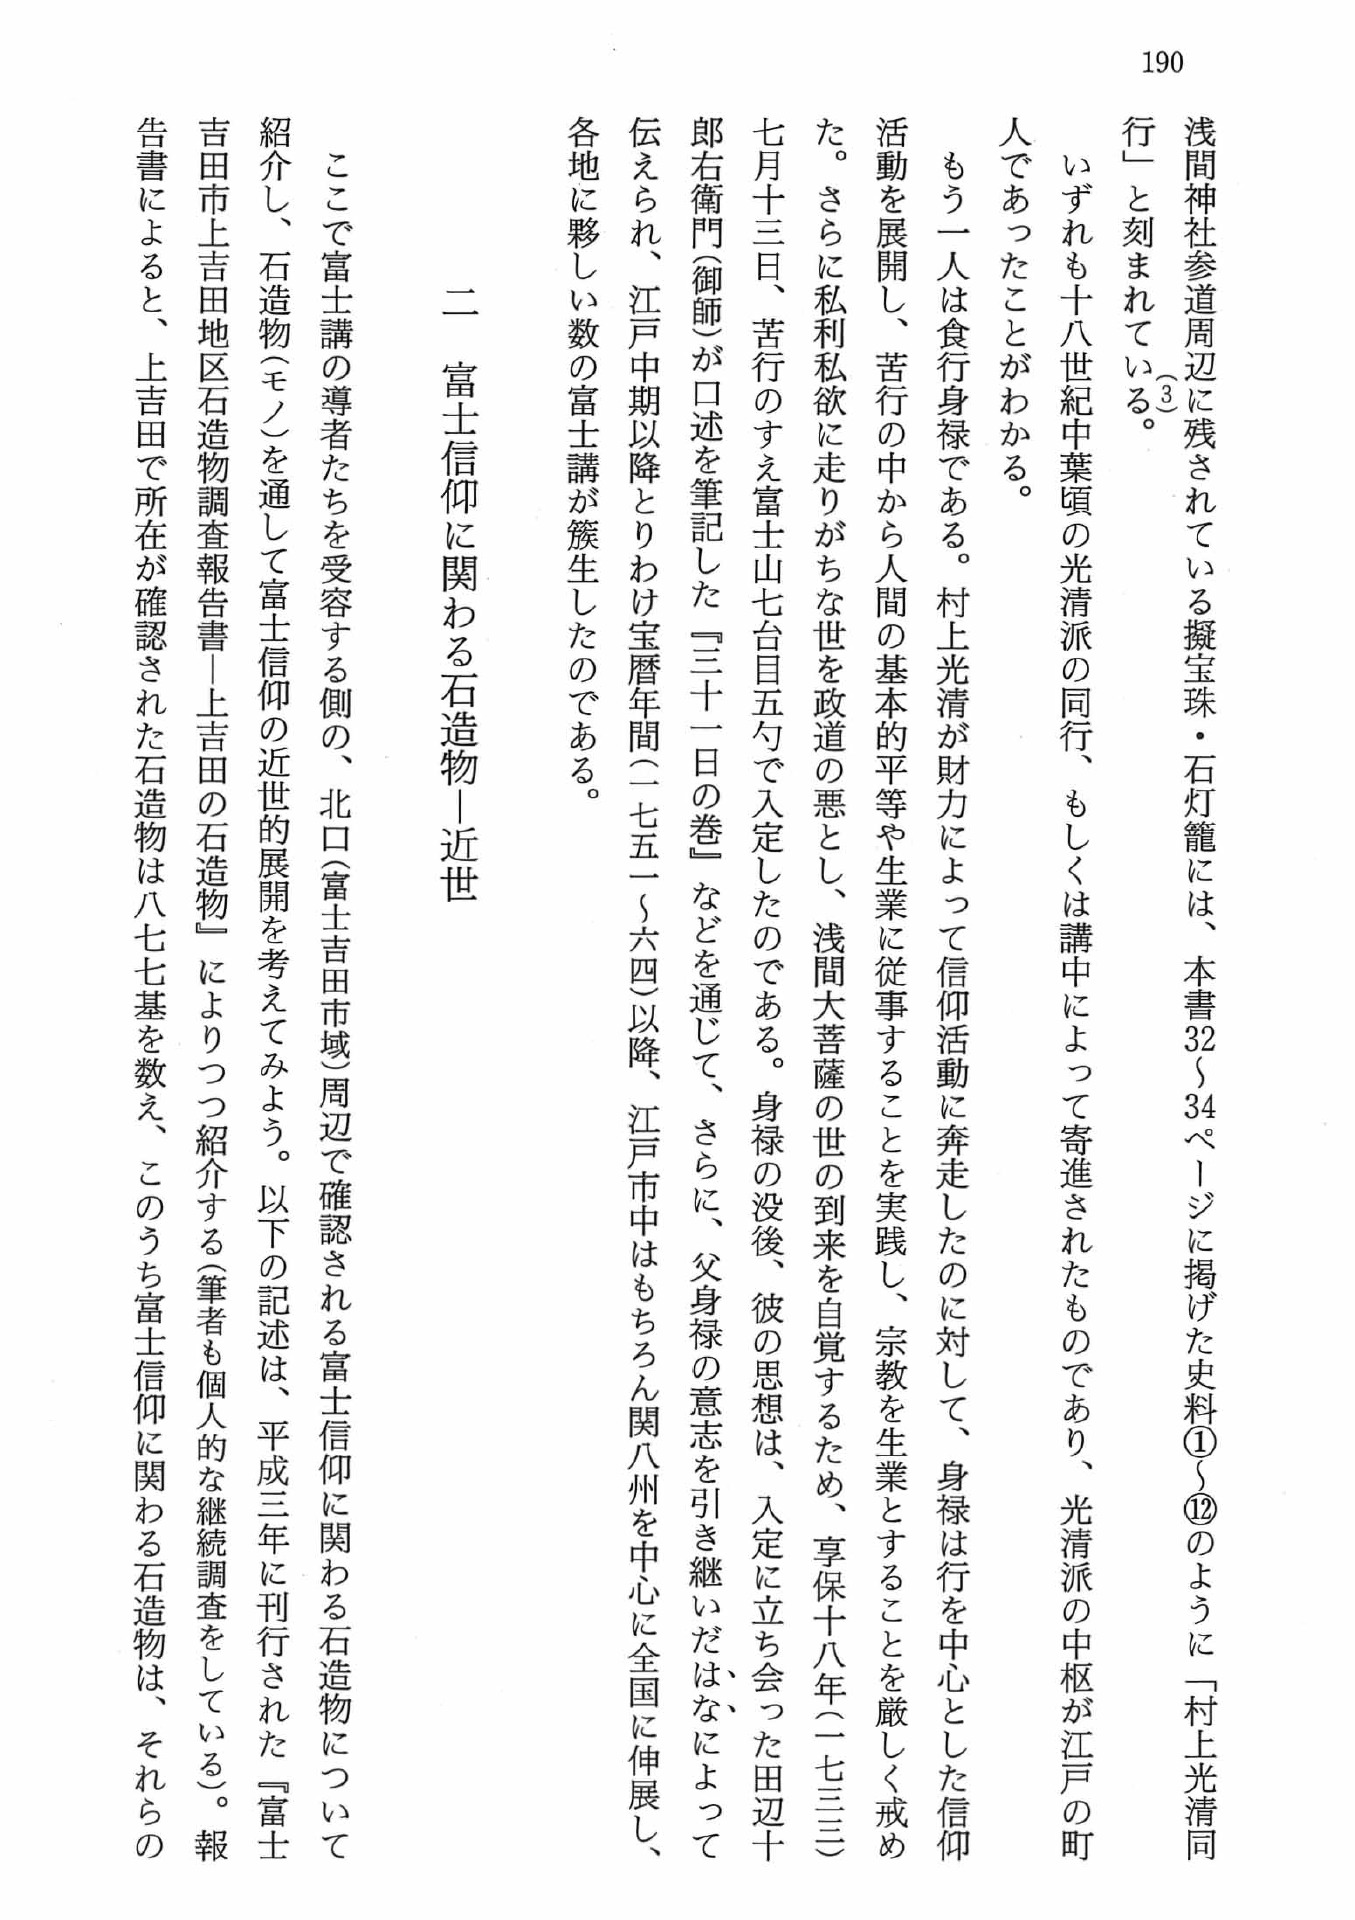 190
浅間神社参道周辺に残されている擬宝珠・石灯籠には、本書32〜34ページに掲げた史料①〜⑫のように「村上光清同
行」と刻まれている。(3)
いずれも十八世紀中葉頃の光清派の同行、もしくは講中によって寄進されたものであり、光清派の中枢が江戸の町
人であったことがわかる。
もう一人は食行身禄である。村上光清が財力によって信仰活動に奔走したのに対して、身禄は行を中心とした信仰
活動を展開し、苦行の中から人間の基本的平等や生業に従事することを実践し、宗教を生業とすることを厳しく戒め
た。さらに私利私欲に走りがちな世を政道の悪とし、浅間大菩薩の世の到来を自覚するため、享保十八年(一七三三)
七月十三日、苦行のすえ富士山七台目五勺で入定したのである。身禄の没後、彼の思想は、入定に立ち会った田辺十
郎右衛門(御師)が口述を筆記した『三十一日の巻』などを通じて、さらに、父身禄の意志を引き継いだはなによって
伝えられ、江戸中期以降とりわけ宝暦年間(一七五一〜六四)以降、江戸市中はもちろん関八州を中心に全国に伸展し、
各地に夥しい数の富士講が簇生したのである。
二 富士信仰に関わる石造物―近世
ここで富士講の導者たちを受容する側の、北口(富士吉田市域)周辺で確認される富士信仰に関わる石造物について
紹介し、石造物(モノ)を通して富士信仰の近世的展開を考えてみよう。以下の記述は、平成三年に刊行された『富士
吉田市上吉田地区石造物調査報告書―上吉田の石造物』によりつつ紹介する(筆者も個人的な継続調査をしている)。報
告書によると、上吉田で所在が確認された石造物は八七七基を数え、このうち富士信仰に関わる石造物は、それらの